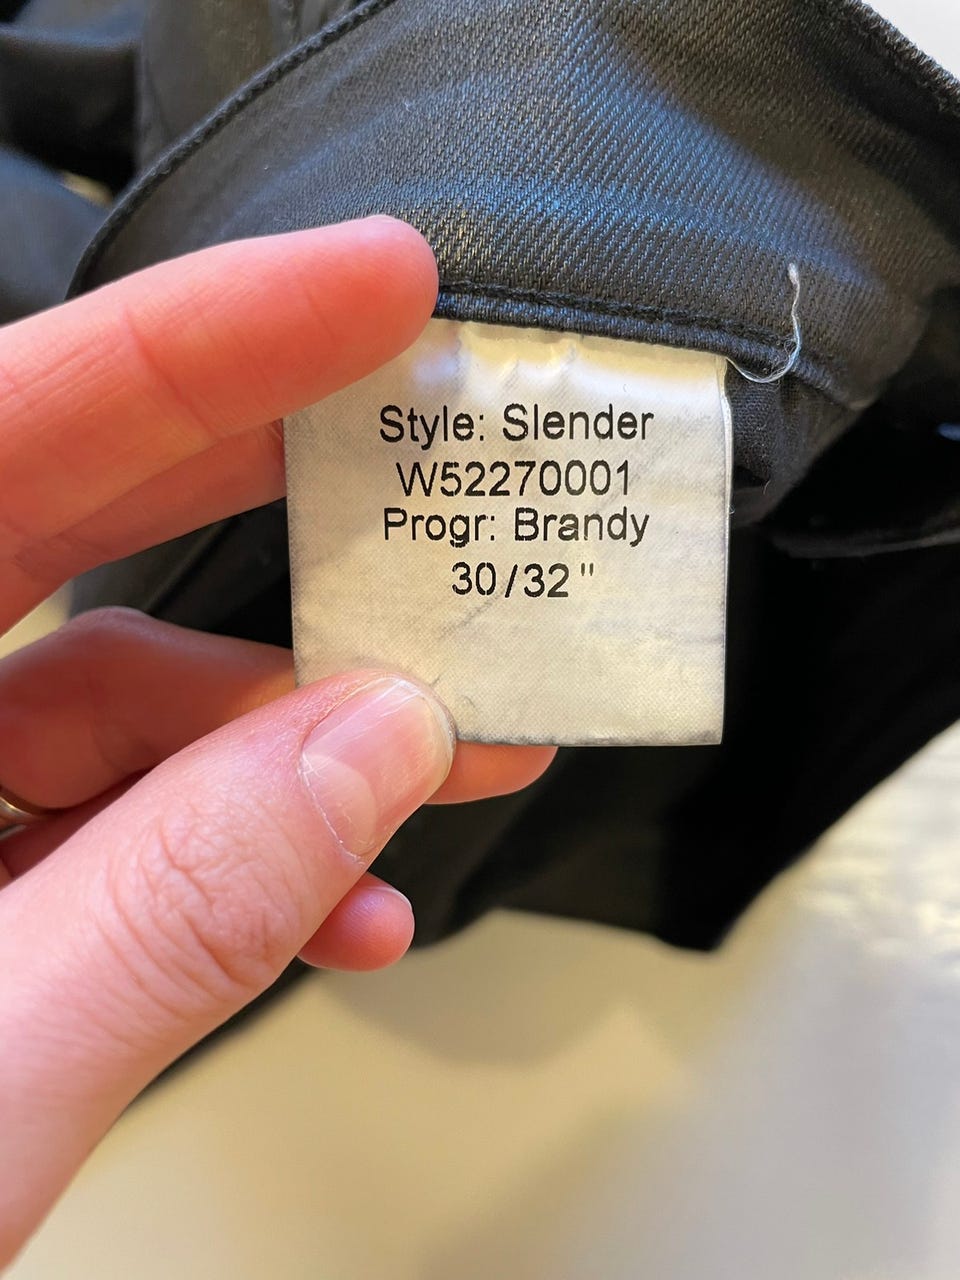 Style: Slender
W52270001
Progr: Brandy
30/32"